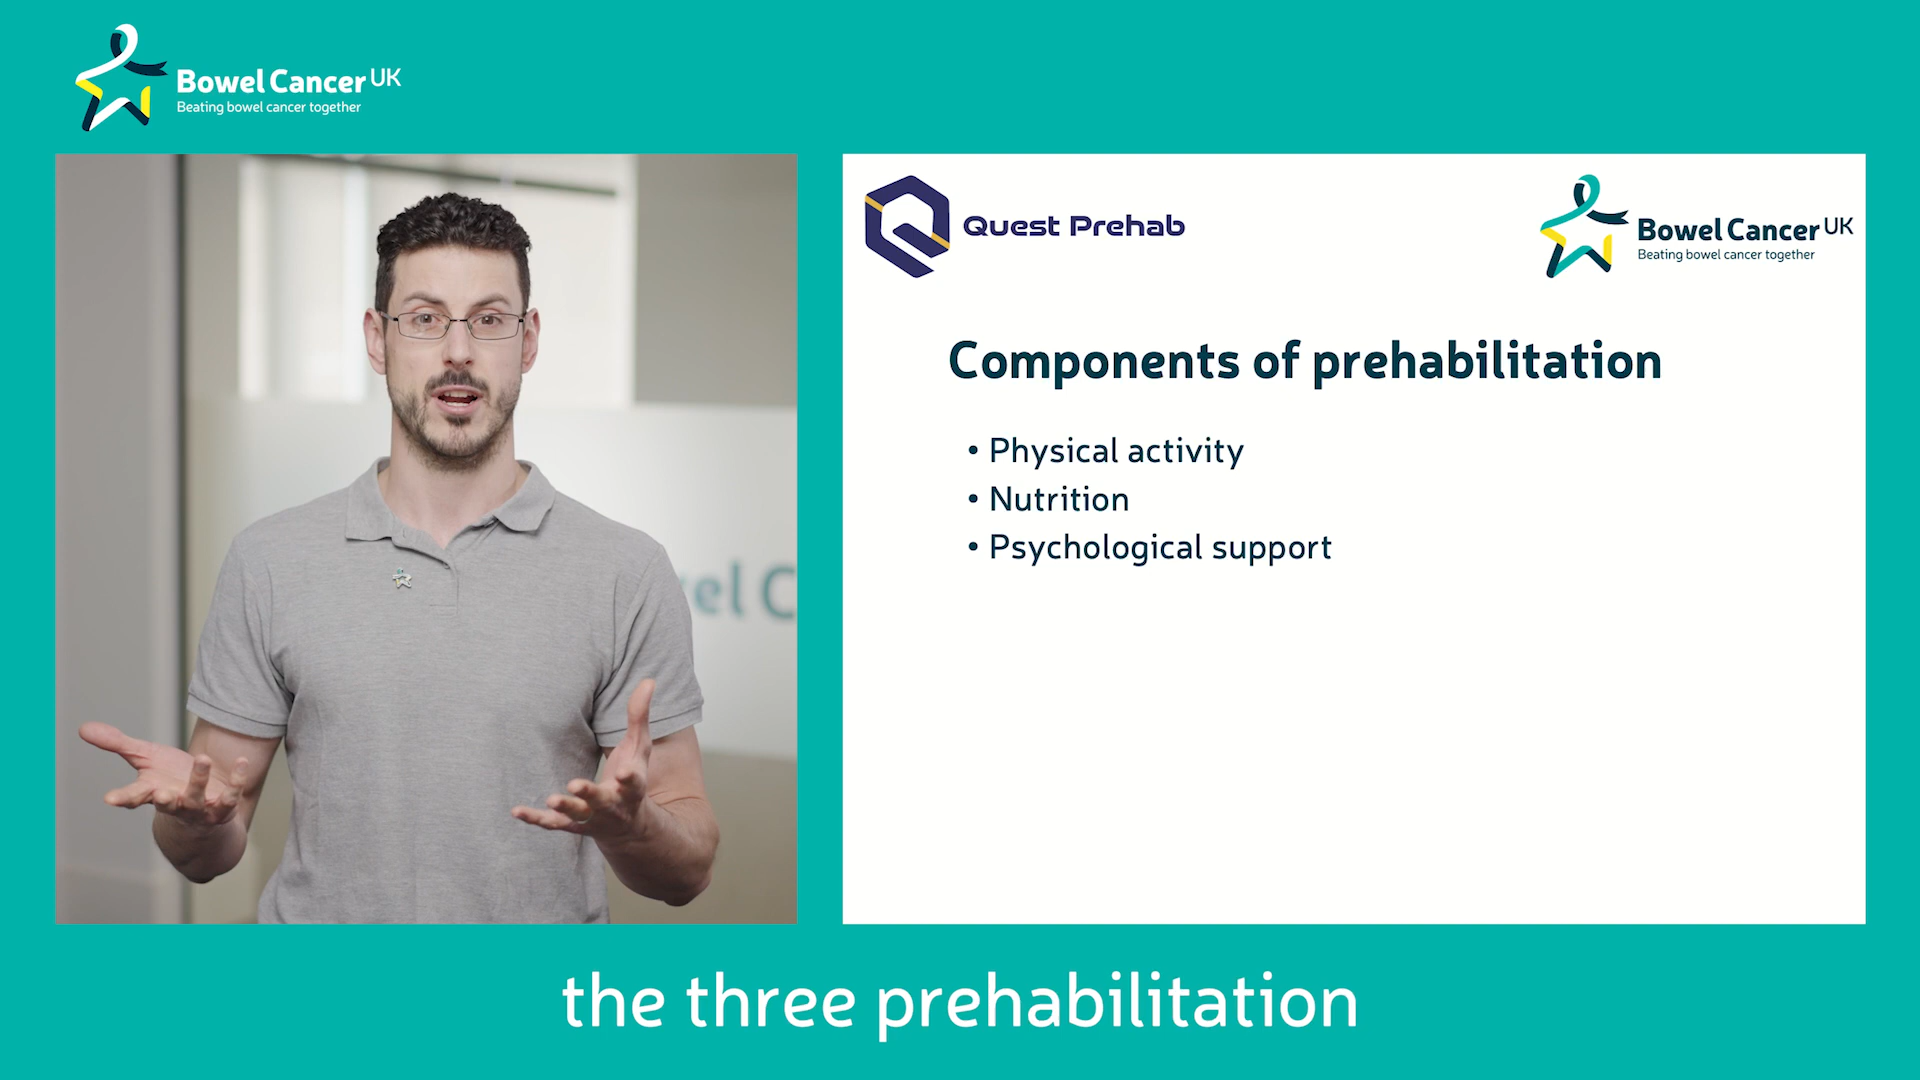 Bowel Cancer UK
Beating bowel cancer together
el C
Quest Prehab
Bowel Cancer UK
Beating bowel cancer together
Components of prehabilitation
• Physical activity
• Nutrition
• Psychological support
the three prehabilitation